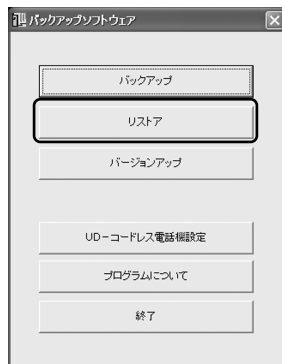 バックアップソフトウェア
バックアップ
リストア
バージョンアップ
UD-コードレス電話機設定
プログラムについて
終了